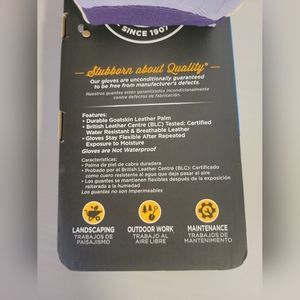 SINCE 1907
Stubborn about Quality™
Our gloves are unconditionally guaranteed
to be free from manufacturer's defects.
Nuestros guantes están garantizados incondicionalmente
contra defectos de fabricación.
Features:
• Durable Goatskin Leather Palm
• British Leather Centre (BLC) Tested: Certified
Water Resistant & Breathable Leather
• Gloves Stay Flexible After Repeated
Exposure to Moisture
Gloves are Not Waterproof
Características:
• Palma de piel de cabra duradera
• Probado por el British Leather Centre (BLC): Certificado
como cuero resistente al agua que deja pasar el aire
• Los guantes se mantienen flexibles después de la exposición
reiterada a la humedad
Los guantes no son impermeables
LANDSCAPING
TRABAJOS DE
PAISAJISMO
OUTDOOR WORK
TRABAJO AL
AIRE LIBRE
MAINTENANCE
TRABAJOS DE
MANTENIMIENTO